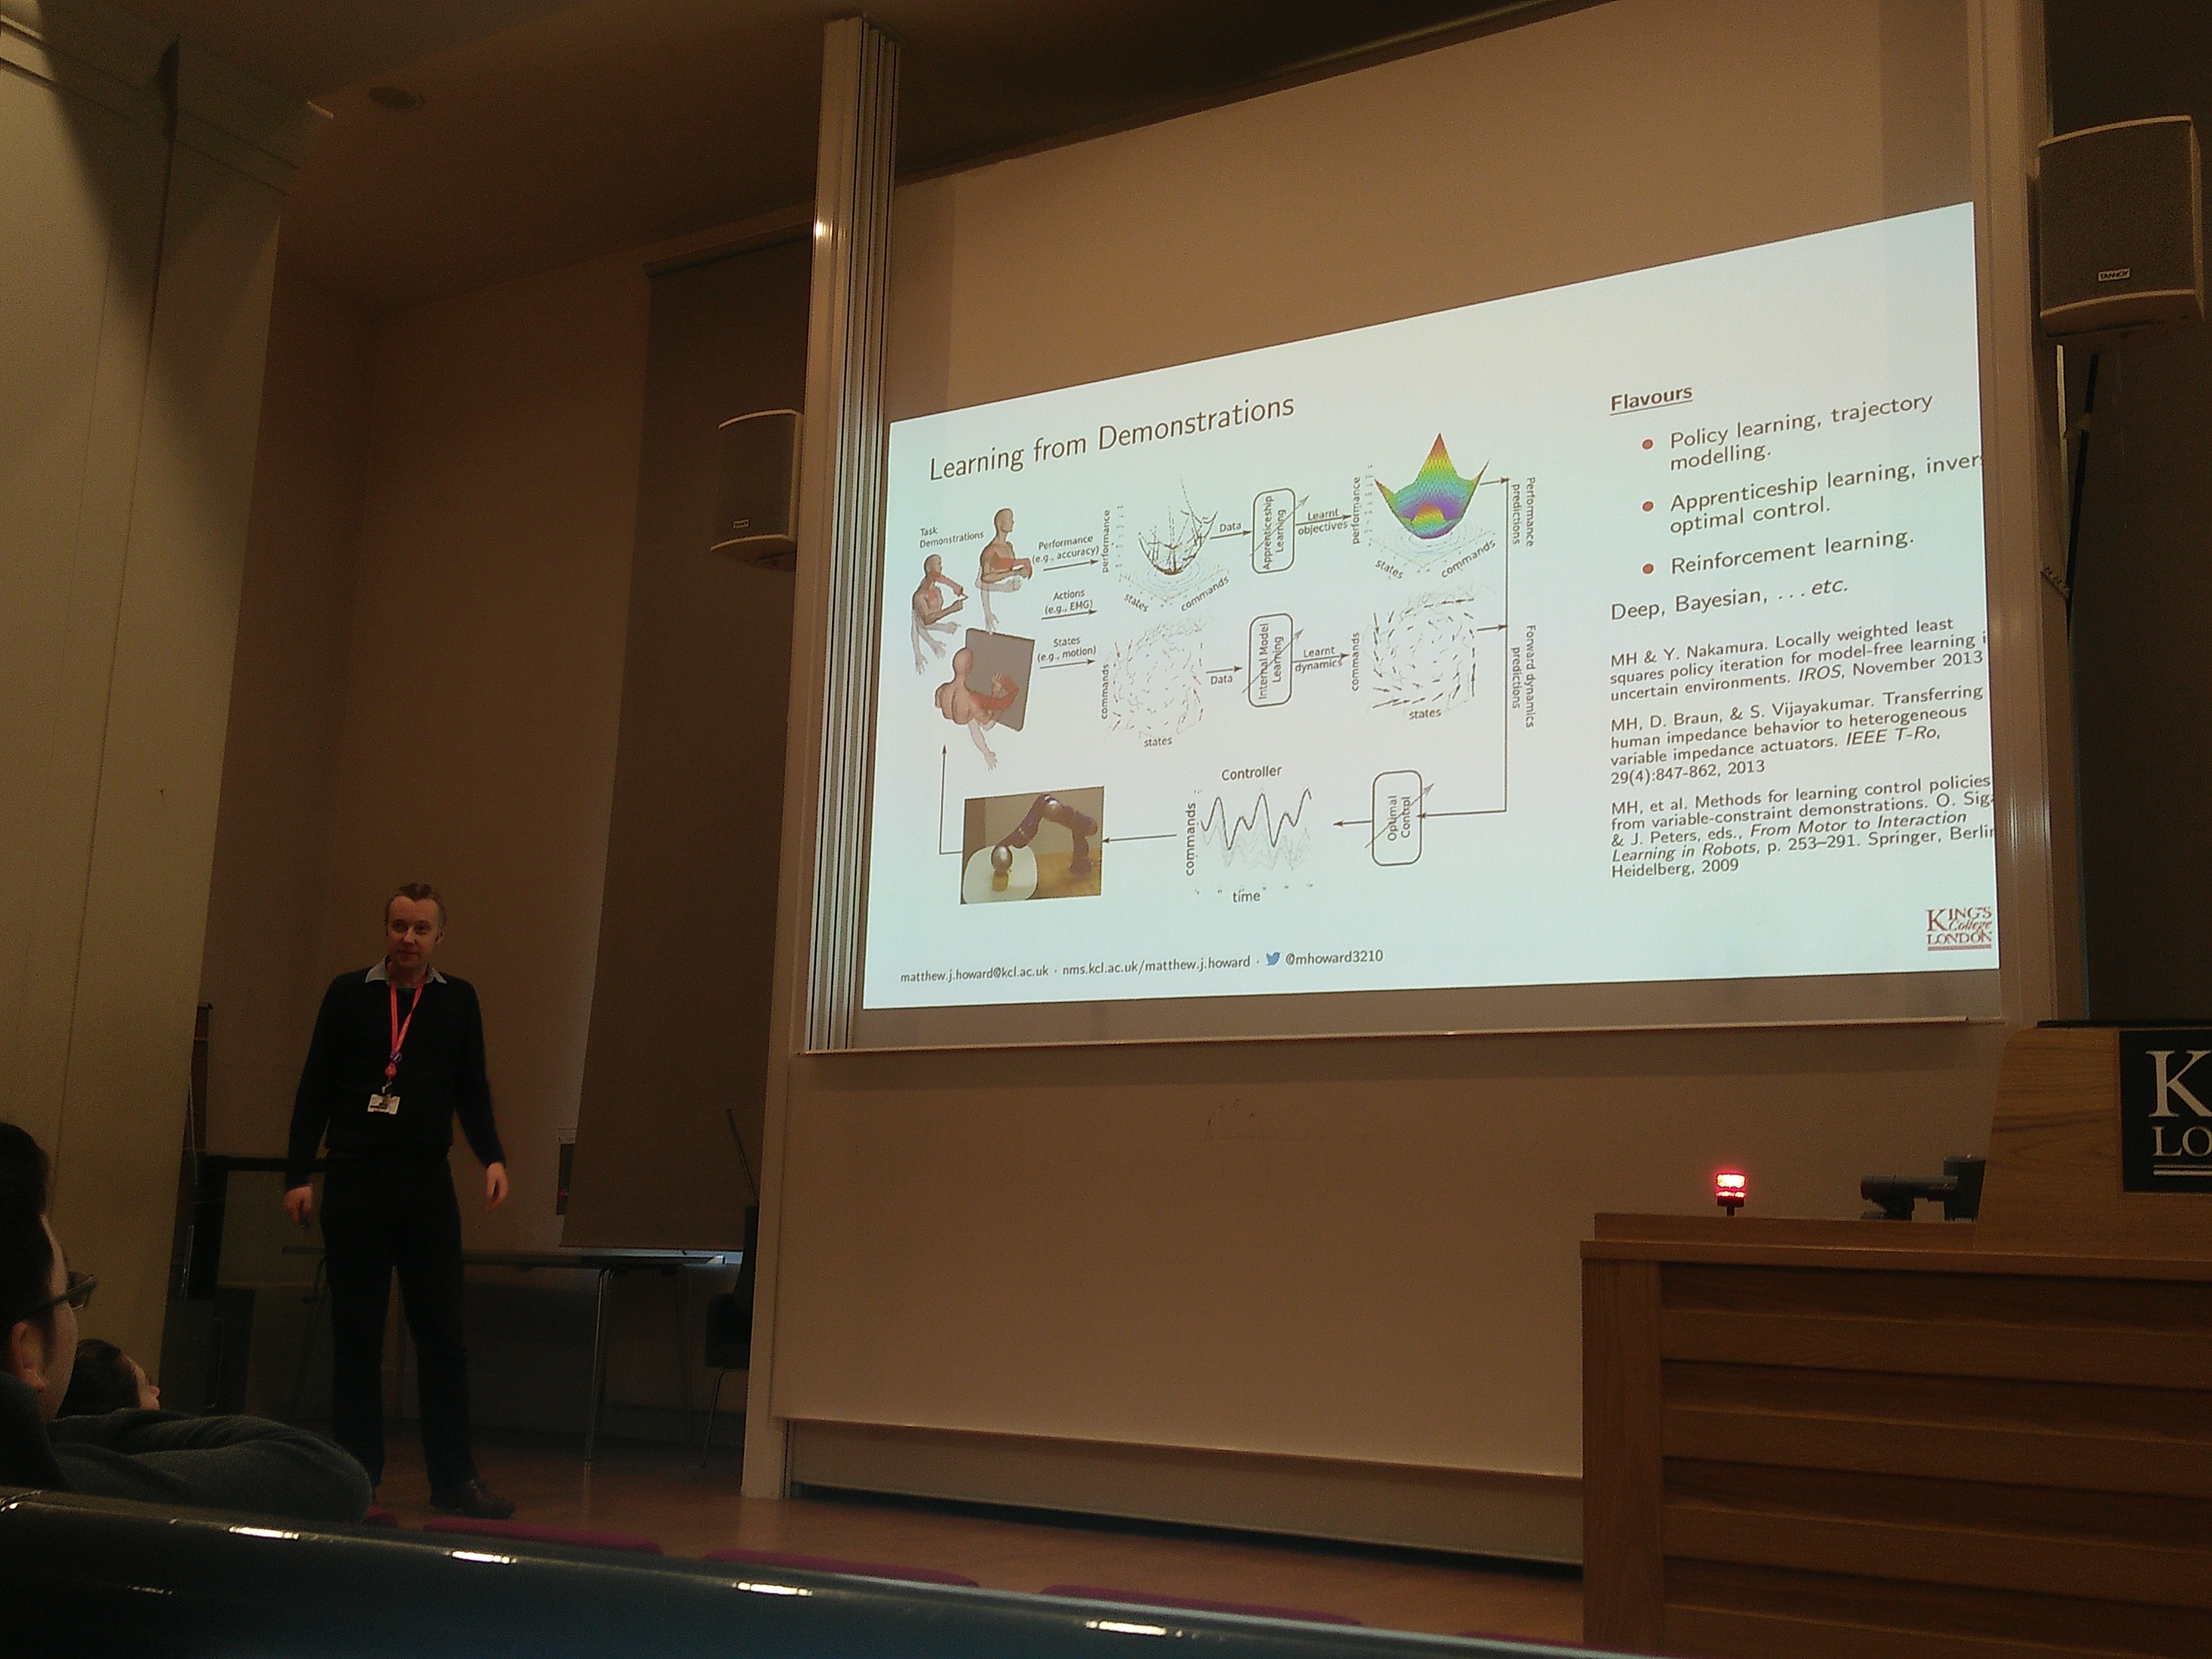 Learning from Demonstrations
Task
Demonstrations
Performance
(e.g., accuracy)
Actions
(e.g., EMG)
States
(e.g., motion)
performance
states
commands
Data
Apprenticeship
Learning
Learnt
objectives
performance
states
commands
Performance
predictions
commands
states
Data
Internal Model
Learning
Learnt
dynamics
commands
states
Forward dynamics
predictions
Controller
commands
time
Optimal
Control
Flavours
Policy learning, trajectory
modelling.
Apprenticeship learning, invers
optimal control.
Reinforcement learning.
Deep, Bayesian, ... etc.
MH & Y. Nakamura. Locally weighted least
squares policy iteration for model-free learning i
uncertain environments. IROS, November 2013
MH, D. Braun, & S. Vijayakumar. Transferring
human impedance behavior to heterogeneous
variable impedance actuators. IEEE T-Ro,
29(4):847-862, 2013
MH, et al. Methods for learning control policies
from variable-constraint demonstrations. O. Siga
& J. Peters, eds., From Motor to Interaction
Learning in Robots, p. 253–291. Springer, Berlin
Heidelberg, 2009
KING'S
College
LONDON
matthew.j.howard@kcl.ac.uk · nms.kcl.ac.uk/matthew.j.howard · @mhoward3210
TANNOY
K
LO